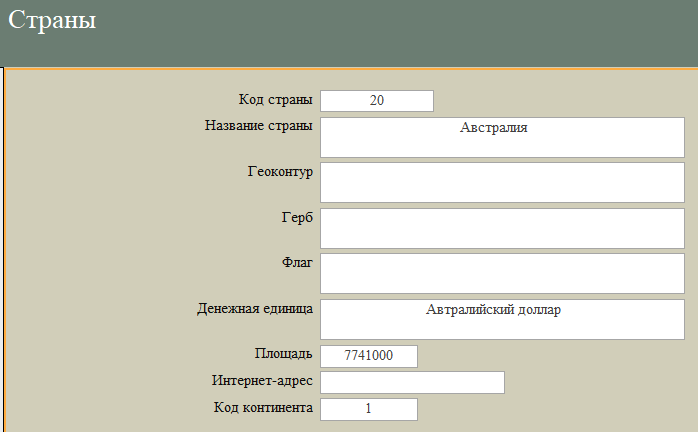 Страны
Код страны 20
Название страны Австралия
Геоконтур
Герб
Флаг
Денежная единица Автралийский доллар
Площадь 7741000
Интернет-адрес
Код континента 1